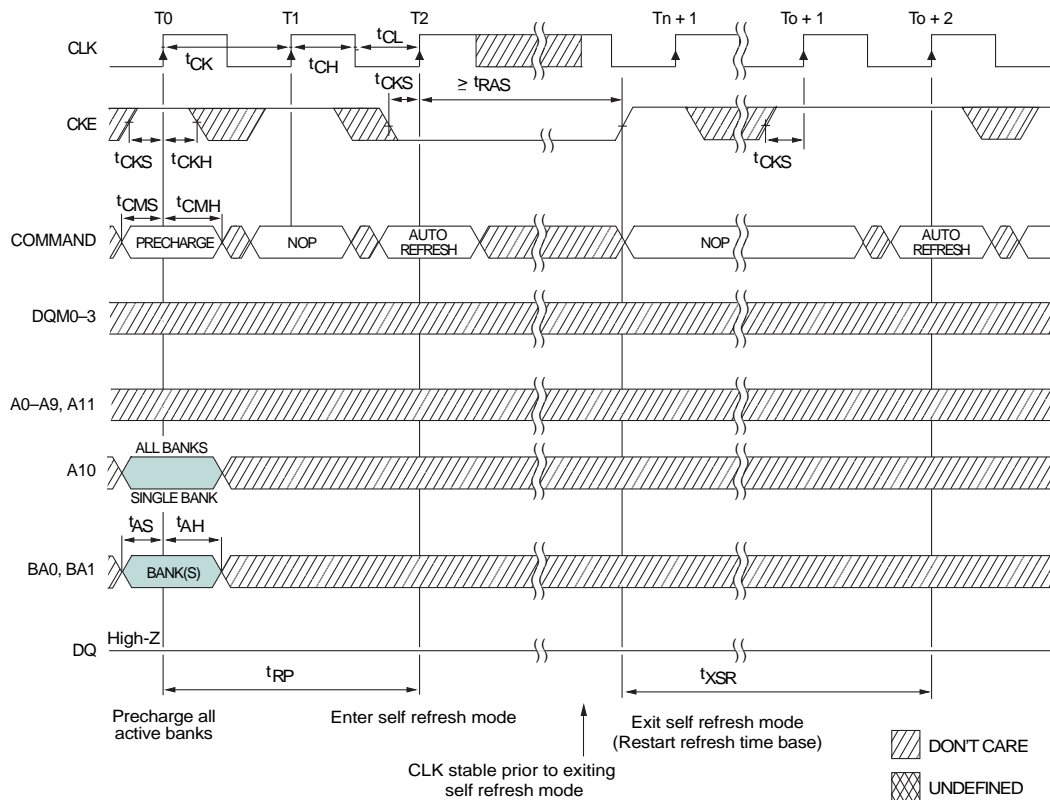 T0 T1 T2 Tn + 1 To + 1 To + 2
CLK
tCK tCH tCL
tCKS ≥ tRAS
CKE
tCKS tCKH tCKS
tCMS tCMH
COMMAND PRECHARGE NOP AUTO REFRESH NOP AUTO REFRESH
DQM0–3
A0–A9, A11
ALL BANKS
A10
SINGLE BANK
tAS tAH
BA0, BA1 BANK(S)
High-Z
DQ
tRP tXSR
Precharge all
active banks
Enter self refresh mode
CLK stable prior to exiting
self refresh mode
Exit self refresh mode
(Restart refresh time base)
DON'T CARE
UNDEFINED